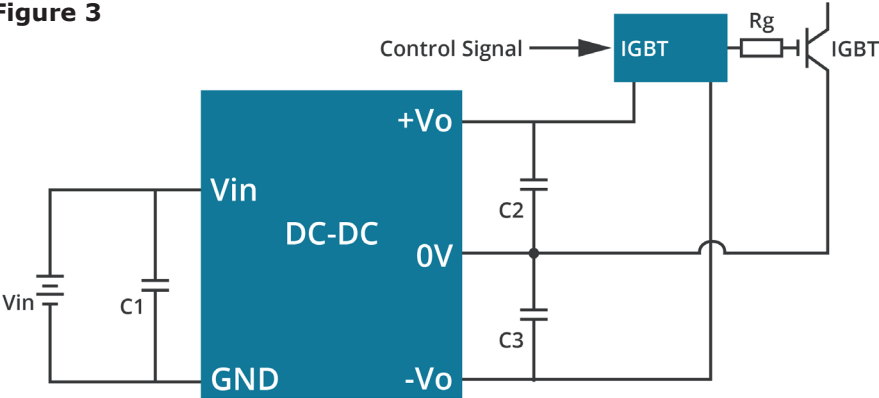 Figure 3
Rg
Control Signal
IGBT
IGBT
+Vo
Vin
C2
DC-DC
0V
Vin
C1
C3
GND
-Vo